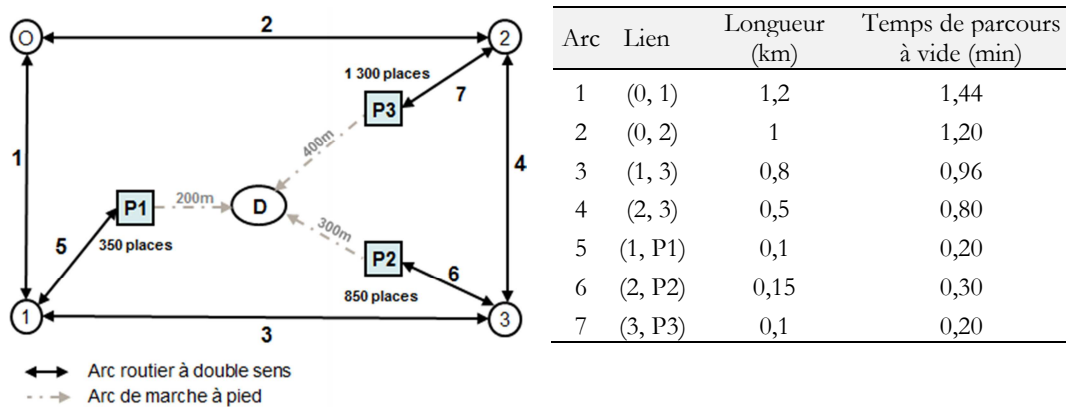 O
2
2
1 300 places
P3
7
400m
1
4
P1
200m
D
300m
5
350 places
P2
6
850 places
1
3
3
Arc routier à double sens
Arc de marche à pied
Arc Lien Longueur (km) Temps de parcours à vide (min)
1 (0, 1) 1,2 1,44
2 (0, 2) 1 1,20
3 (1, 3) 0,8 0,96
4 (2, 3) 0,5 0,80
5 (1, P1) 0,1 0,20
6 (2, P2) 0,15 0,30
7 (3, P3) 0,1 0,20